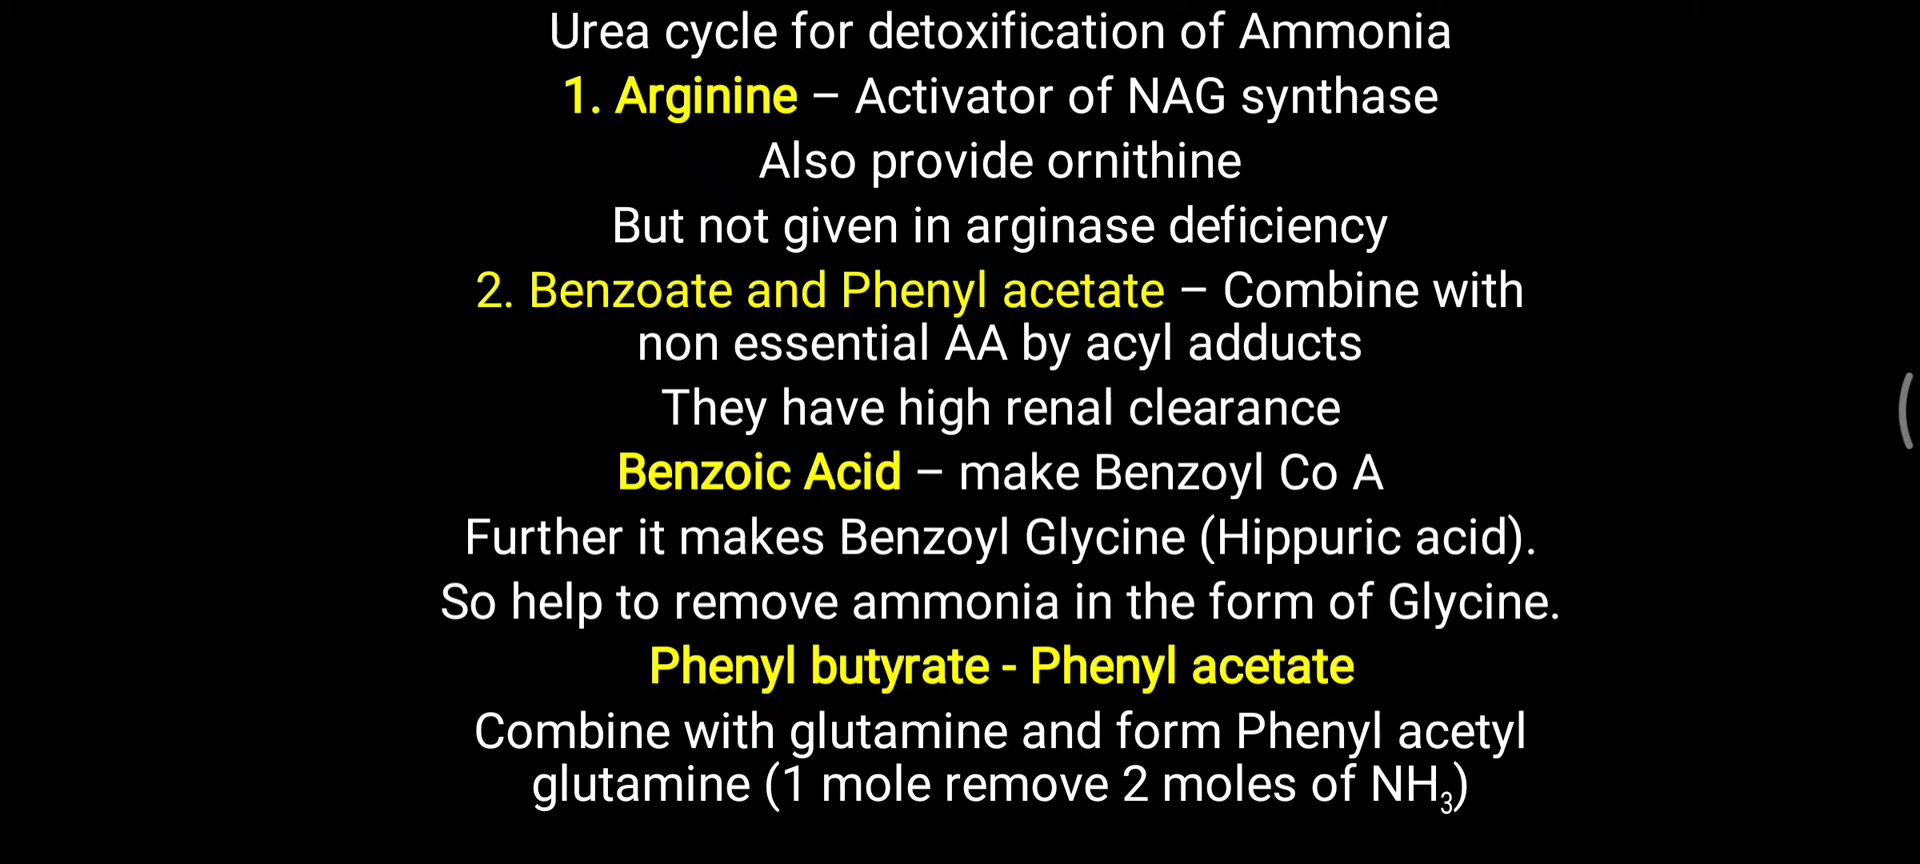 Urea cycle for detoxification of Ammonia
1. Arginine – Activator of NAG synthase
Also provide ornithine
But not given in arginase deficiency
2. Benzoate and Phenyl acetate – Combine with
non essential AA by acyl adducts
They have high renal clearance
Benzoic Acid – make Benzoyl Co A
Further it makes Benzoyl Glycine (Hippuric acid).
So help to remove ammonia in the form of Glycine.
Phenyl butyrate - Phenyl acetate
Combine with glutamine and form Phenyl acetyl
glutamine (1 mole remove 2 moles of NH₃)